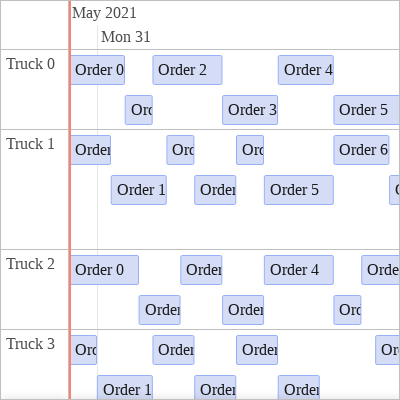 May 2021
Mon 31
Truck 0
Order 0
Order 2
Order 4
Orc
Order 3
Order 5
Truck 1
Order
Orc
Orc
Order 6
Order 1
Order
Order 5
Truck 2
Order 0
Order
Order 4
Orde
Order
Order
Orc
Truck 3
Orc
Order
Order
Orc
Order 1
Order
Order